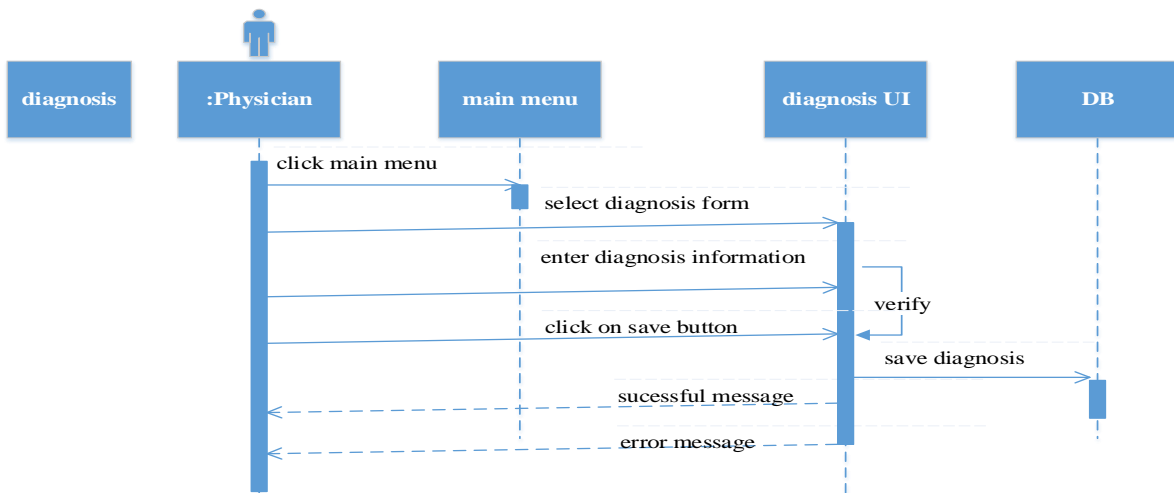 diagnosis
:Physician
main menu
diagnosis UI
DB
click main menu
select diagnosis form
enter diagnosis information
verify
click on save button
save diagnosis
sucessful message
error message